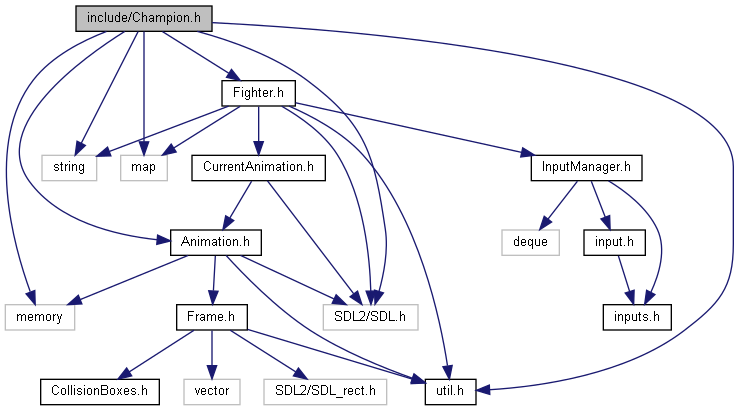 include/Champion.h
Fighter.h
string
map
CurrentAnimation.h
InputManager.h
Animation.h
deque
input.h
memory
Frame.h
SDL2/SDL.h
inputs.h
CollisionBoxes.h
vector
SDL2/SDL_rect.h
util.h